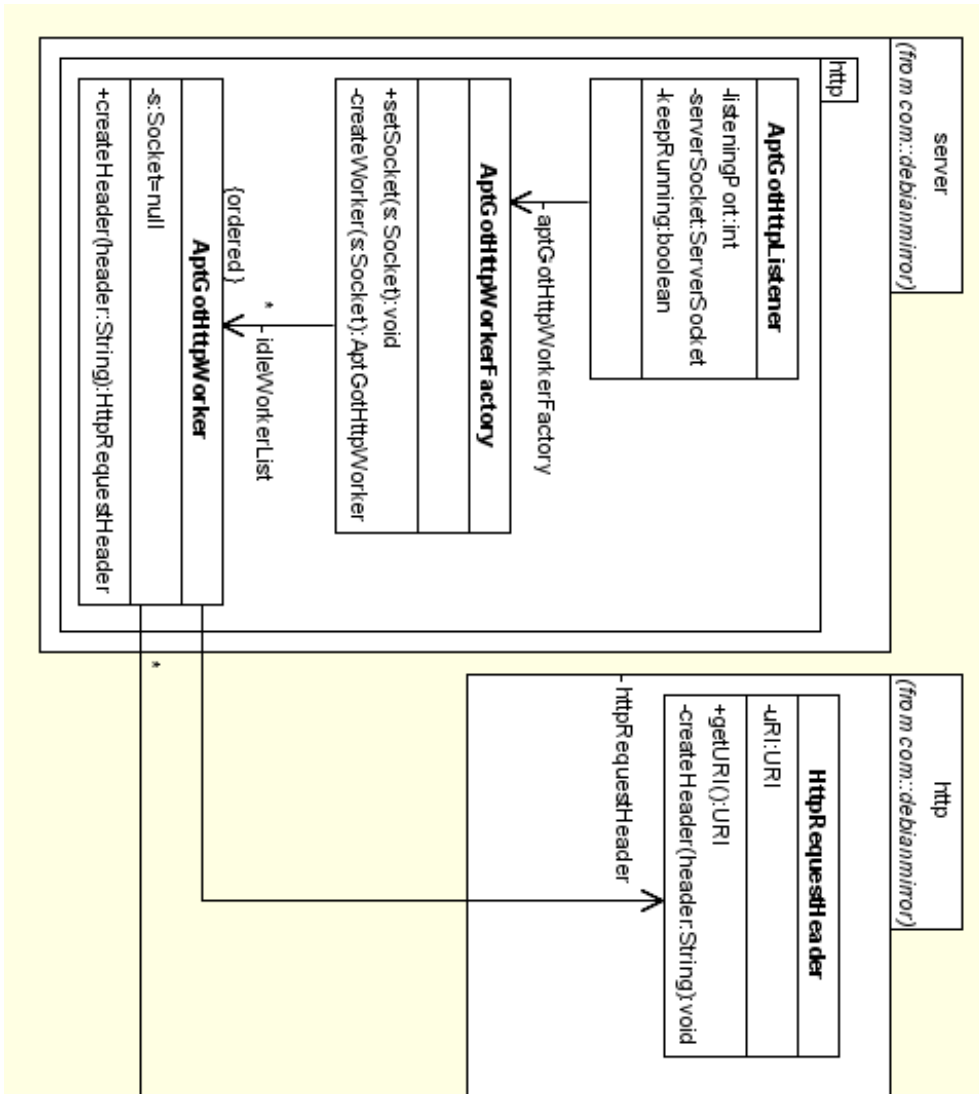 server
(from com::debianmirror)
http
AptGotHttpListener
-listeningPort:int
-serverSocket:ServerSocket
-keepRunning:boolean
-aptGotHttpWorkerFactory
AptGotHttpWorkerFactory
+setSocket(s:Socket):void
-createWorker(s:Socket):AptGotHttpWorker
* -idleWorkerList
{ordered}
AptGotHttpWorker
-s:Socket=null
+createHeader(header:String):HttpRequestHeader
*
http
(from com::debianmirror)
HttpRequestHeader
-uRI:URI
+getURI():URI
-createHeader(header:String):void
-httpRequestHeader